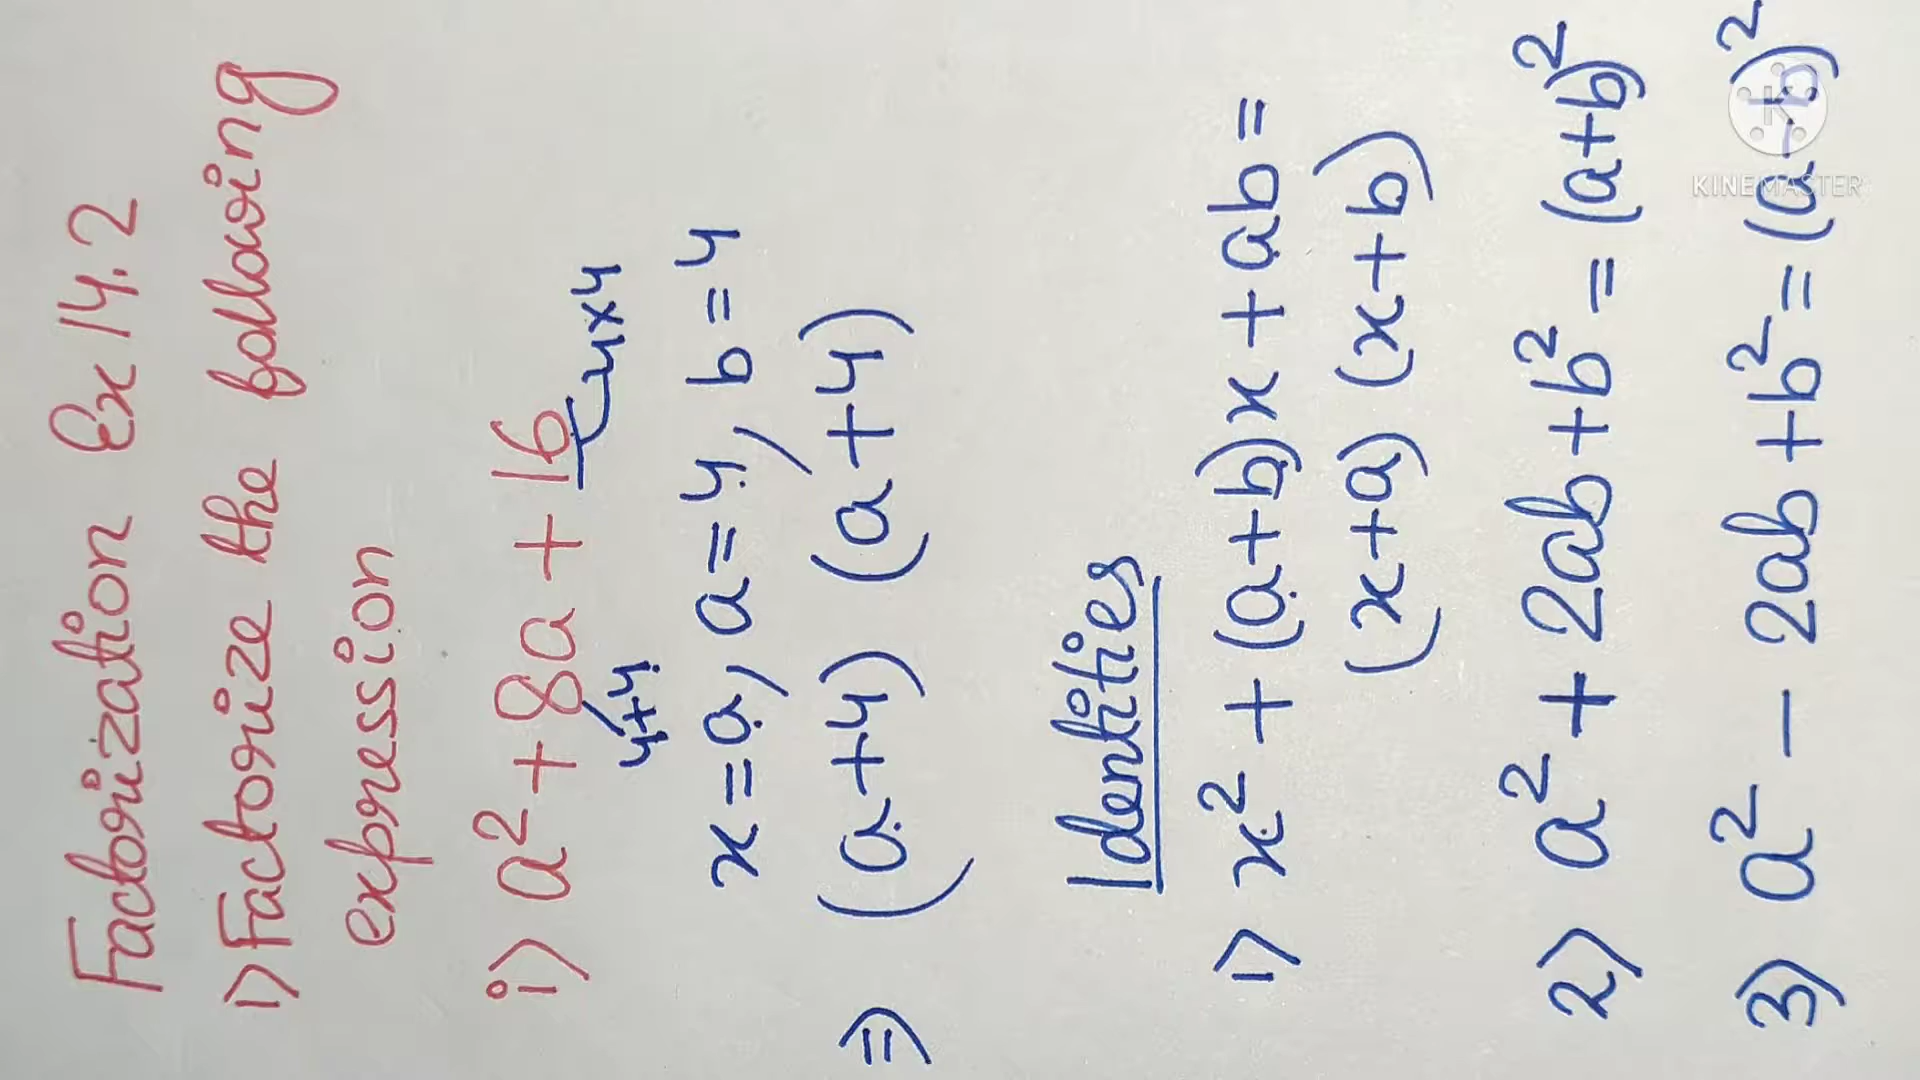 Factorization Ex 14.2
1) Factorize the following
expression
i) a² + 8a + 16
4+4 4×4
x = a, a = 4, b = 4
⇒ (a+4) (a+4)
Identities
1) x² + (a+b)x + ab =
(x+a) (x+b)
2) a² + 2ab + b² = (a+b)²
3) a² - 2ab + b² = (a-b)²
KINEMASTER